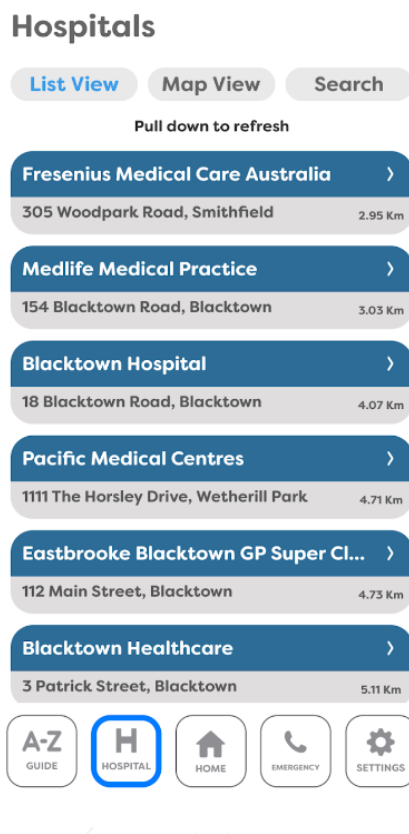 Hospitals
List View Map View Search
Pull down to refresh
Fresenius Medical Care Australia
305 Woodpark Road, Smithfield 2.95 Km
Medlife Medical Practice
154 Blacktown Road, Blacktown 3.03 Km
Blacktown Hospital
18 Blacktown Road, Blacktown 4.07 Km
Pacific Medical Centres
1111 The Horsley Drive, Wetherill Park 4.71 Km
Eastbrooke Blacktown GP Super Cl...
112 Main Street, Blacktown 4.73 Km
Blacktown Healthcare
3 Patrick Street, Blacktown 5.11 Km
A-Z H
GUIDE HOSPITAL HOME EMERGENCY SETTINGS